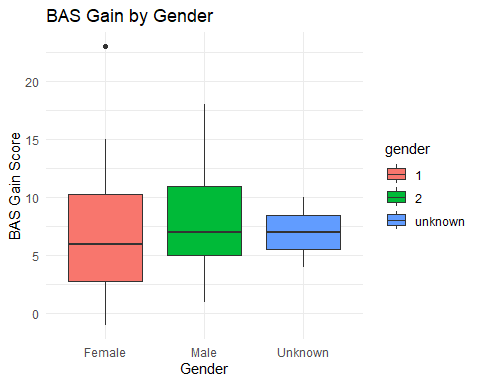 BAS Gain by Gender
BAS Gain Score
20
15
10
5
0
Female Male Unknown
Gender
gender
1
2
unknown